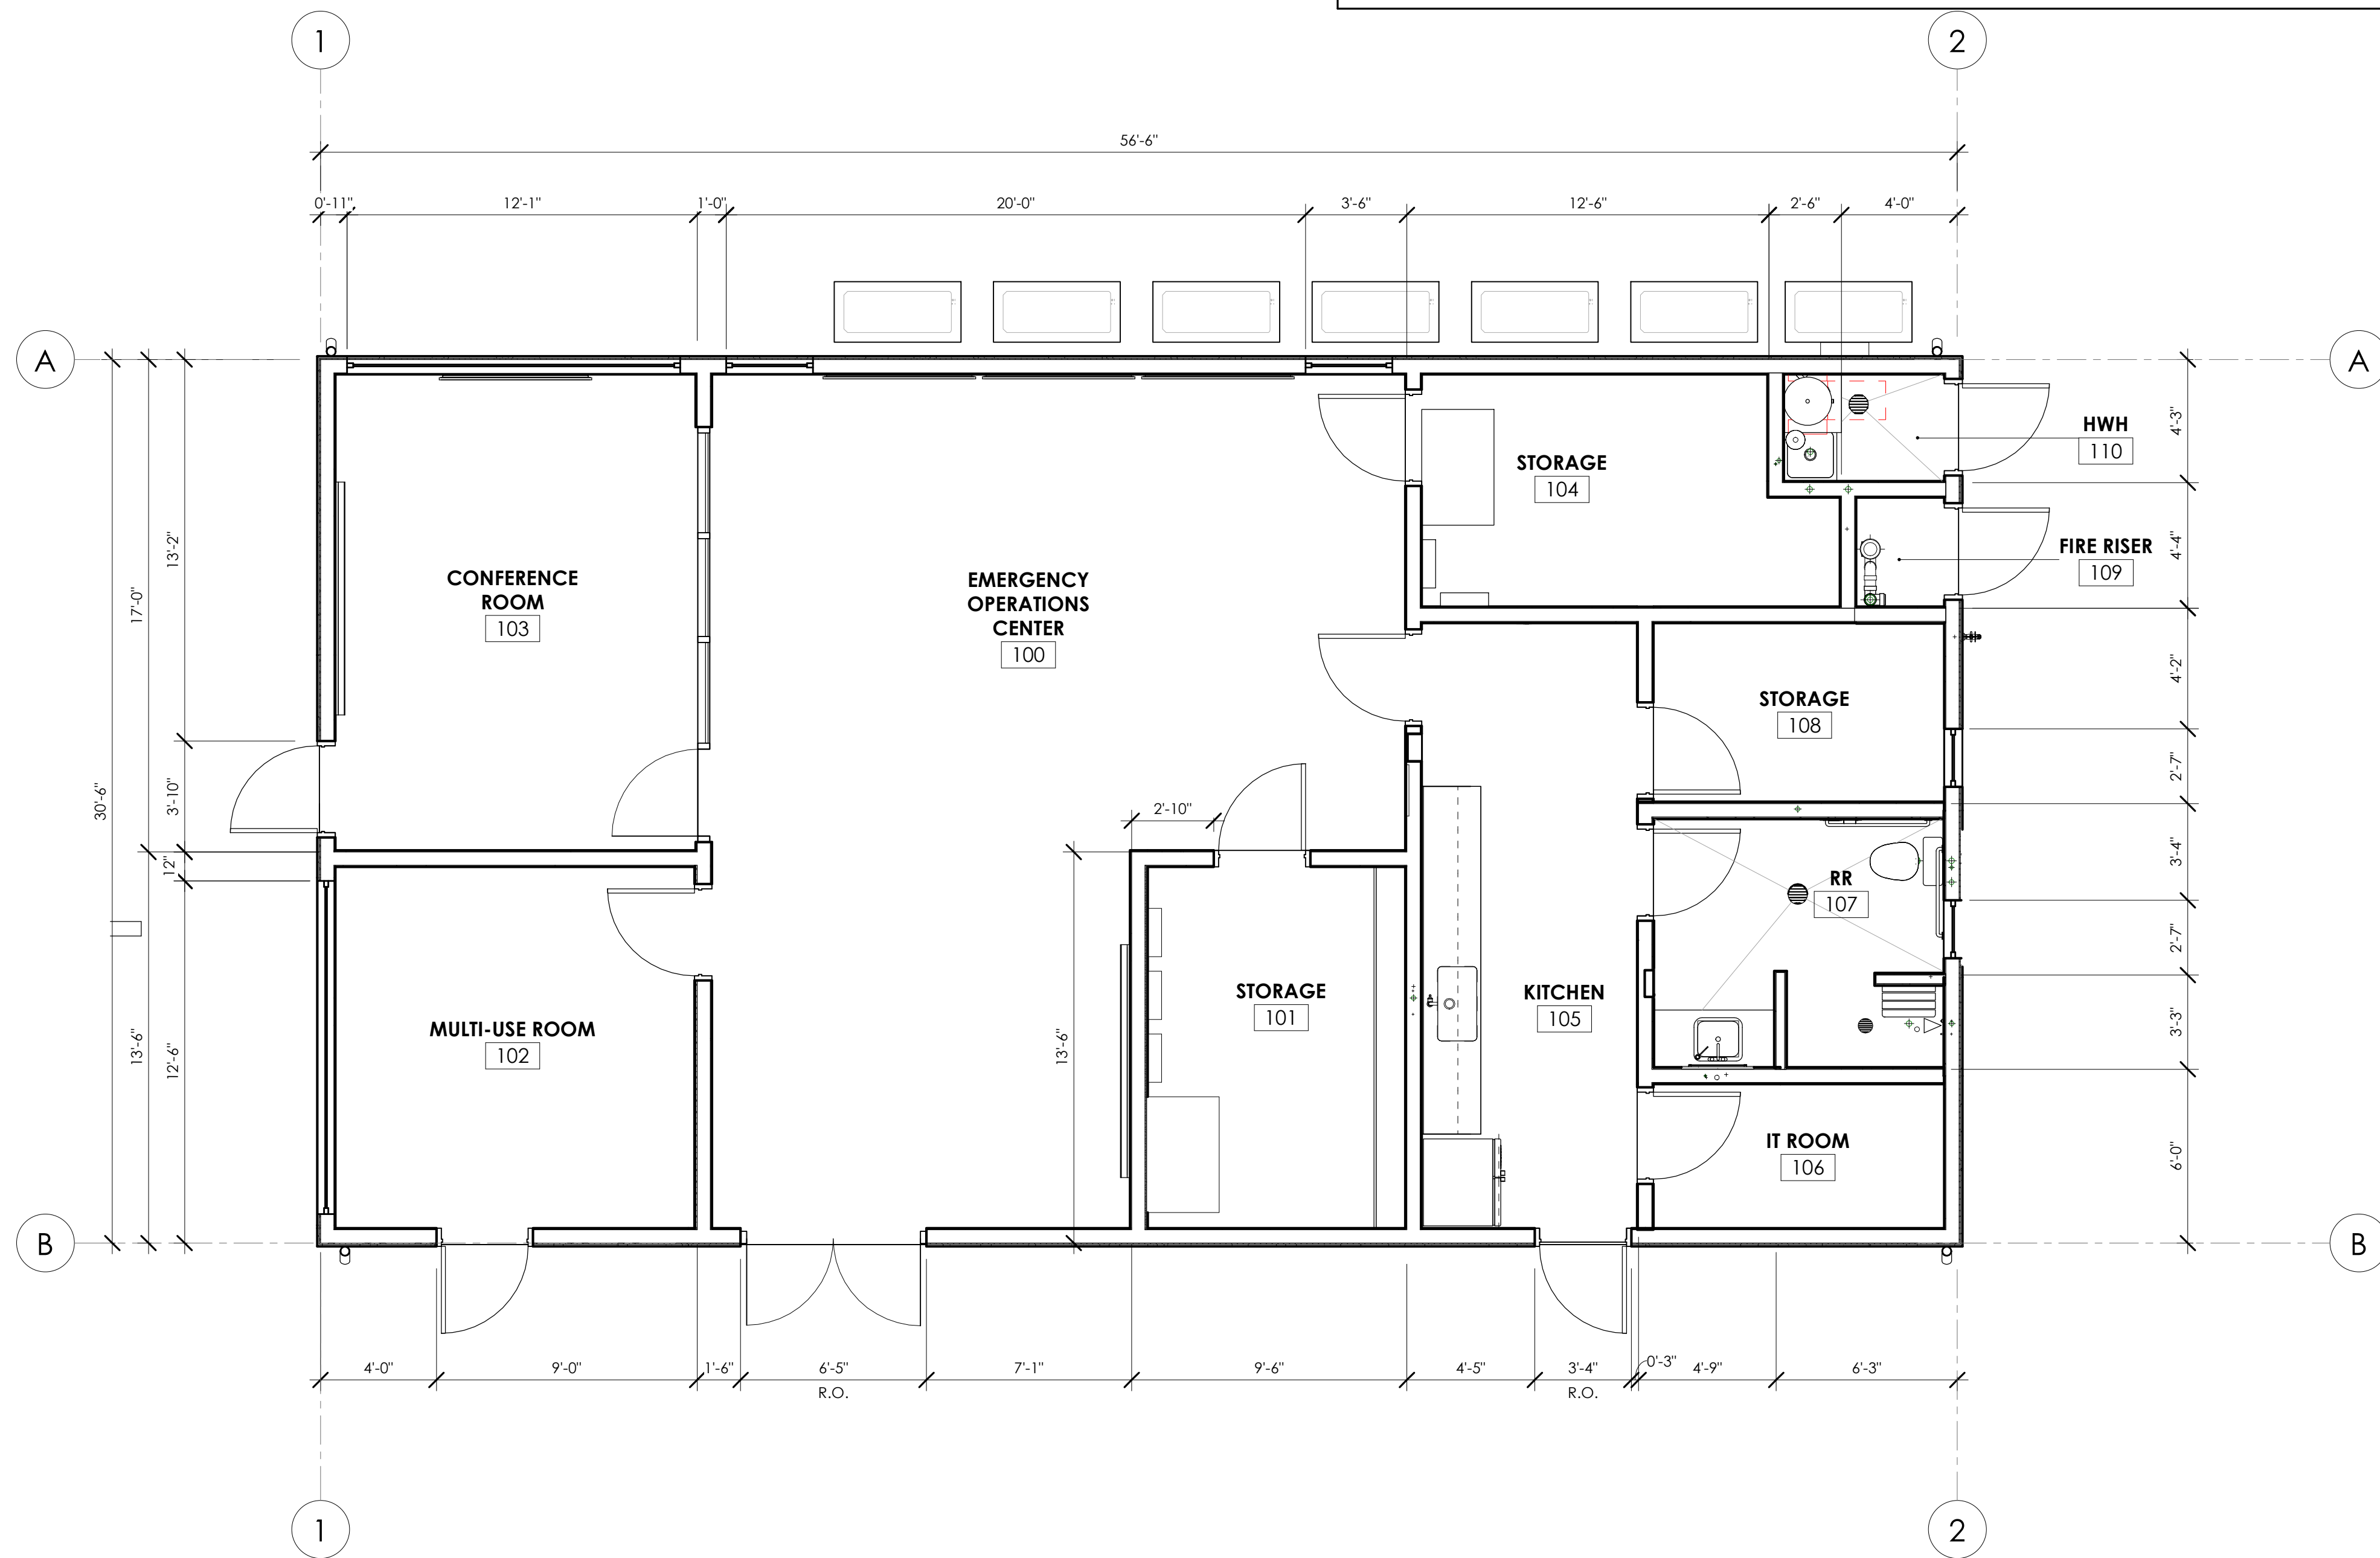 1
2
56'-6"
0'-11"
12'-1"
1'-0"
20'-0"
3'-6"
12'-6"
2'-6"
4'-0"
A
A
HWH
110
4'-3"
STORAGE
104
FIRE RISER
109
4'-4"
13'-2"
17'-0"
CONFERENCE
ROOM
103
EMERGENCY
OPERATIONS
CENTER
100
4'-2"
STORAGE
108
2'-7"
30'-6"
3'-10"
2'-10"
12"
3'-4"
RR
107
2'-7"
STORAGE
101
KITCHEN
105
3'-3"
MULTI-USE ROOM
102
13'-6"
12'-6"
13'-6"
IT ROOM
106
6'-0"
B
B
4'-0"
9'-0"
1'-6"
6'-5"
R.O.
7'-1"
9'-6"
4'-5"
3'-4"
R.O.
0'-3"
4'-9"
6'-3"
1
2